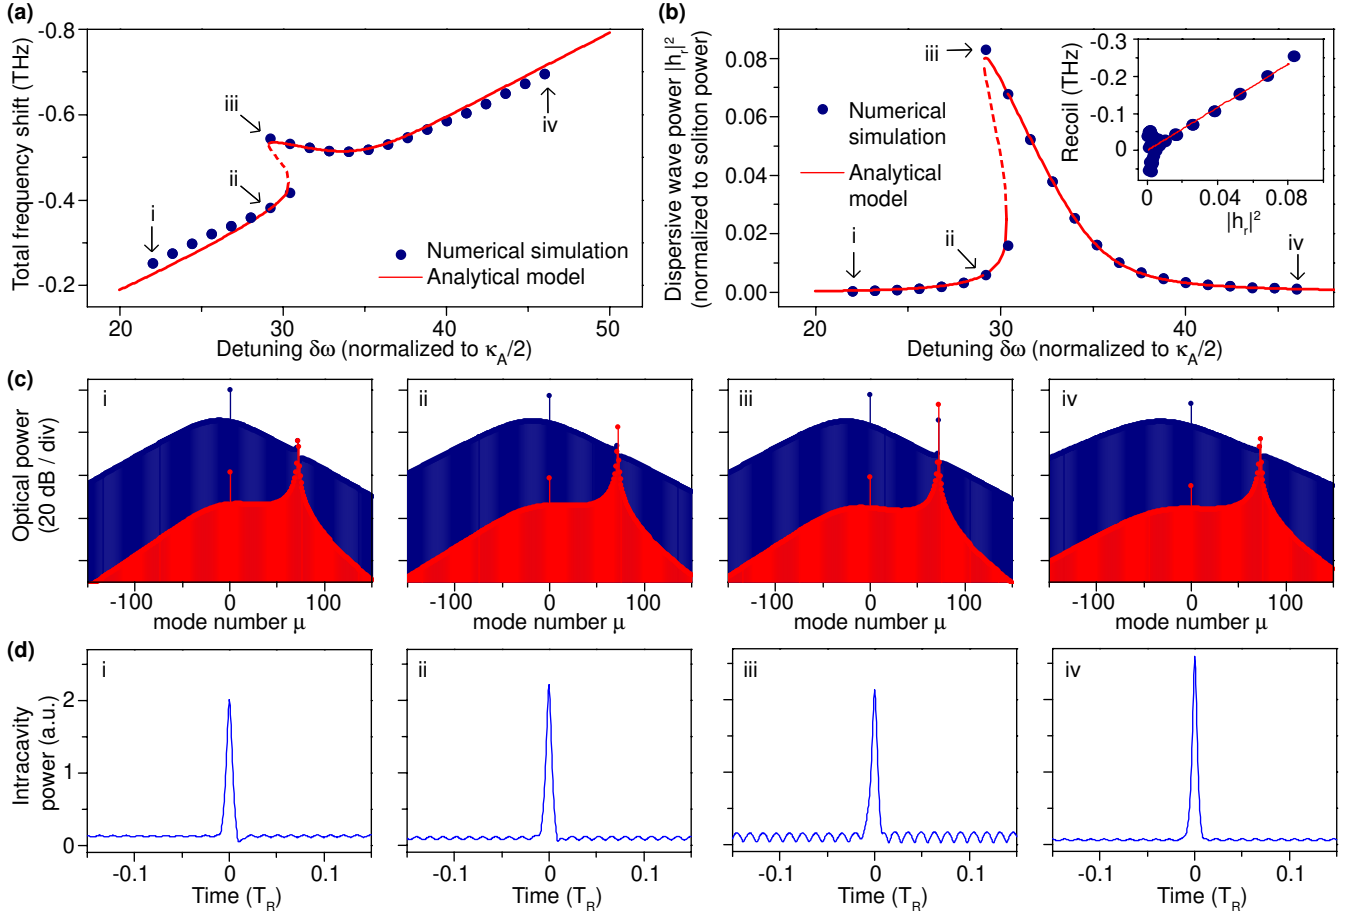 (a)
Total frequency shift (THz)
-0.8
-0.6
-0.4
-0.2
i
ii
iii
iv
Numerical simulation
Analytical model
20
30
40
50
Detuning δω (normalized to κA/2)
(b)
Dispersive wave power |hr|²
(normalized to soliton power)
0.08
0.06
0.04
0.02
0.00
i
ii
iii
iv
Numerical
simulation
Analytical
model
20
30
40
Detuning δω (normalized to κA/2)
Recoil (THz)
-0.3
-0.2
-0.1
0
0
0.04
0.08
|hr|²
(c)
Optical power
(20 dB / div)
i
ii
iii
iv
-100 0 100
-100 0 100
-100 0 100
-100 0 100
mode number μ
mode number μ
mode number μ
mode number μ
(d)
Intracavity
power (a.u.)
2
1
0
i
ii
iii
iv
-0.1 0 0.1
-0.1 0 0.1
-0.1 0 0.1
-0.1 0 0.1
Time (TR)
Time (TR)
Time (TR)
Time (TR)